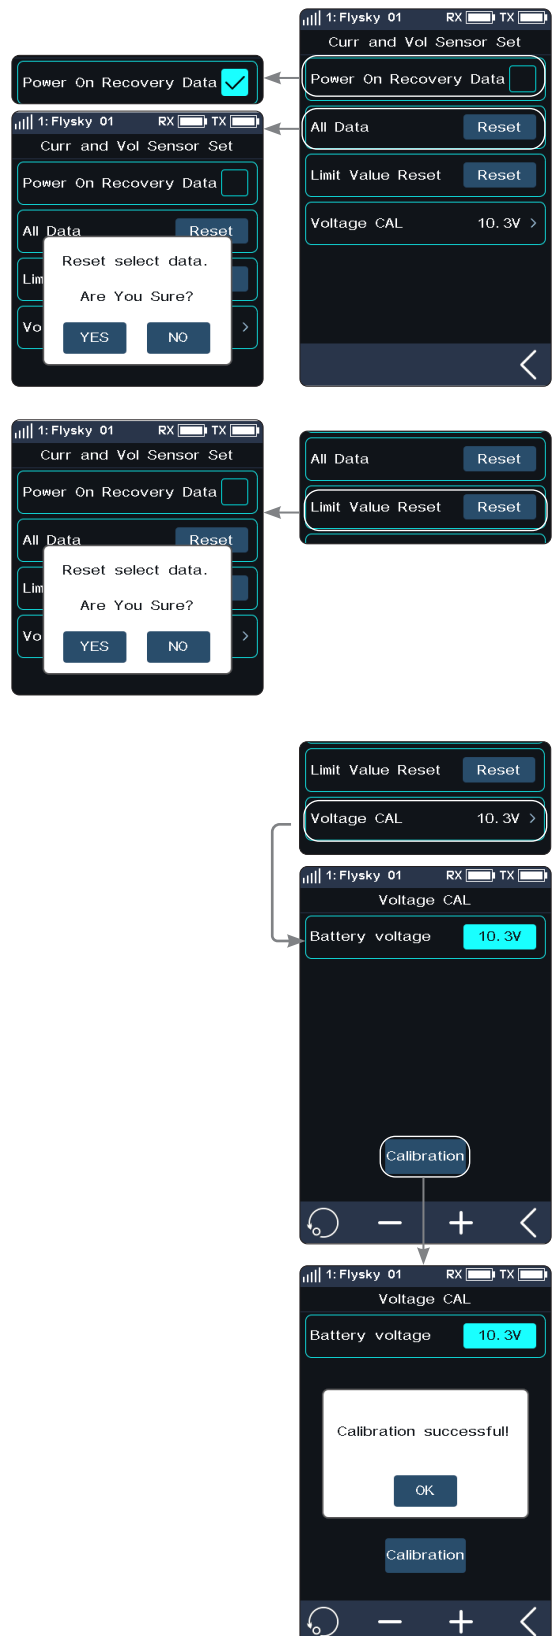 1: Flysky 01 RX TX
Curr and Vol Sensor Set
Power On Recovery Data
All Data Reset
Limit Value Reset Reset
Voltage CAL 10.3V >
Power On Recovery Data
1: Flysky 01 RX TX
Curr and Vol Sensor Set
Power On Recovery Data
All Data Reset
Lim
Vo >
Reset select data.
Are You Sure?
YES NO
1: Flysky 01 RX TX
Curr and Vol Sensor Set
Power On Recovery Data
All Data Reset
Lim
Vo >
Reset select data.
Are You Sure?
YES NO
All Data Reset
Limit Value Reset Reset
Limit Value Reset Reset
Voltage CAL 10.3V >
1: Flysky 01 RX TX
Voltage CAL
Battery voltage 10.3V
Calibration
1: Flysky 01 RX TX
Voltage CAL
Battery voltage 10.3V
Calibration successful!
OK
Calibration